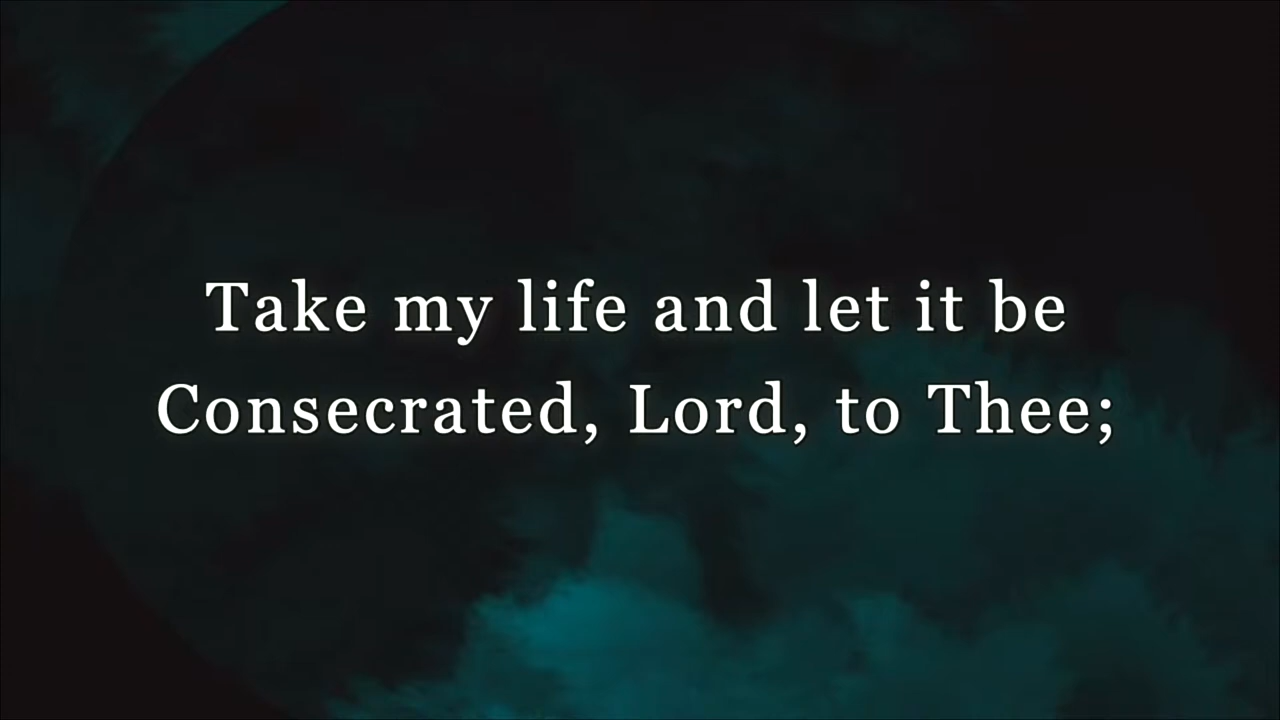 Take my life and let it be
Consecrated, Lord, to Thee;